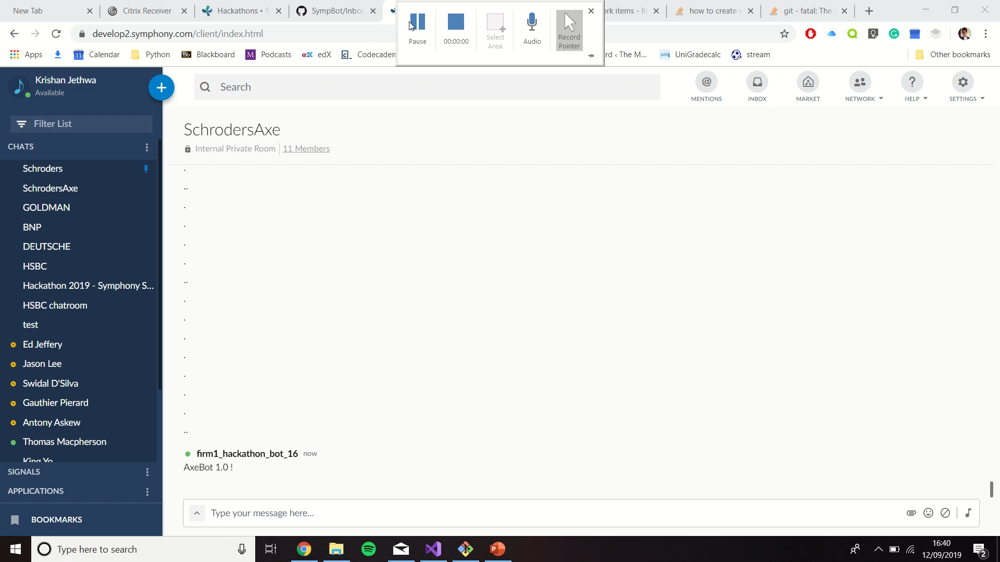 New Tab
Citrix Receiver
Hackathons • S
SympBot/Inbou
ork items - B
how to create v
git - fatal: The
develop2.symphony.com/client/index.html
Pause
00:00:00
Select Area
Audio
Record Pointer
Apps
Calendar
Python
Blackboard
Podcasts
edX
Codecaden
rd ‹ The M...
UniGradecalc
stream
Other bookmarks
Krishan Jethwa
Available
Search
MENTIONS
INBOX
MARKET
NETWORK
HELP
SETTINGS
Filter List
CHATS
Schroders
SchrodersAxe
GOLDMAN
BNP
DEUTSCHE
HSBC
Hackathon 2019 - Symphony S...
HSBC chatroom
test
Ed Jeffery
Jason Lee
Swidal D'Silva
Gauthier Pierard
Antony Askew
Thomas Macpherson
King Yo
SIGNALS
APPLICATIONS
BOOKMARKS
SchrodersAxe
Internal Private Room
11 Members
.
..
.
.
.
.
..
.
.
.
.
.
.
.
..
firm1_hackathon_bot_16 now
AxeBot 1.0 !
Type your message here...
Type here to search
16:40
12/09/2019
2